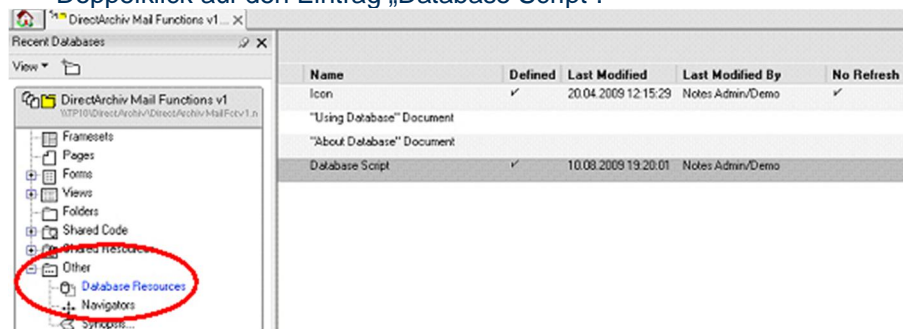 Doppelklick auf den Eintrag „Database Script“.
DirectArchiv Mail Functions v1...
Recent Databases
View
Name Defined Last Modified Last Modified By No Refresh
Icon 20.04.2009 12:15:29 Notes Admin/Demo
"Using Database" Document
"About Database" Document
Database Script 10.08.2009 19:20:01 Notes Admin/Demo
DirectArchiv Mail Functions v1
Framesets
Pages
Forms
Views
Folders
Shared Code
Shared Resources
Other
Database Resources
Navigators
Synopsis...